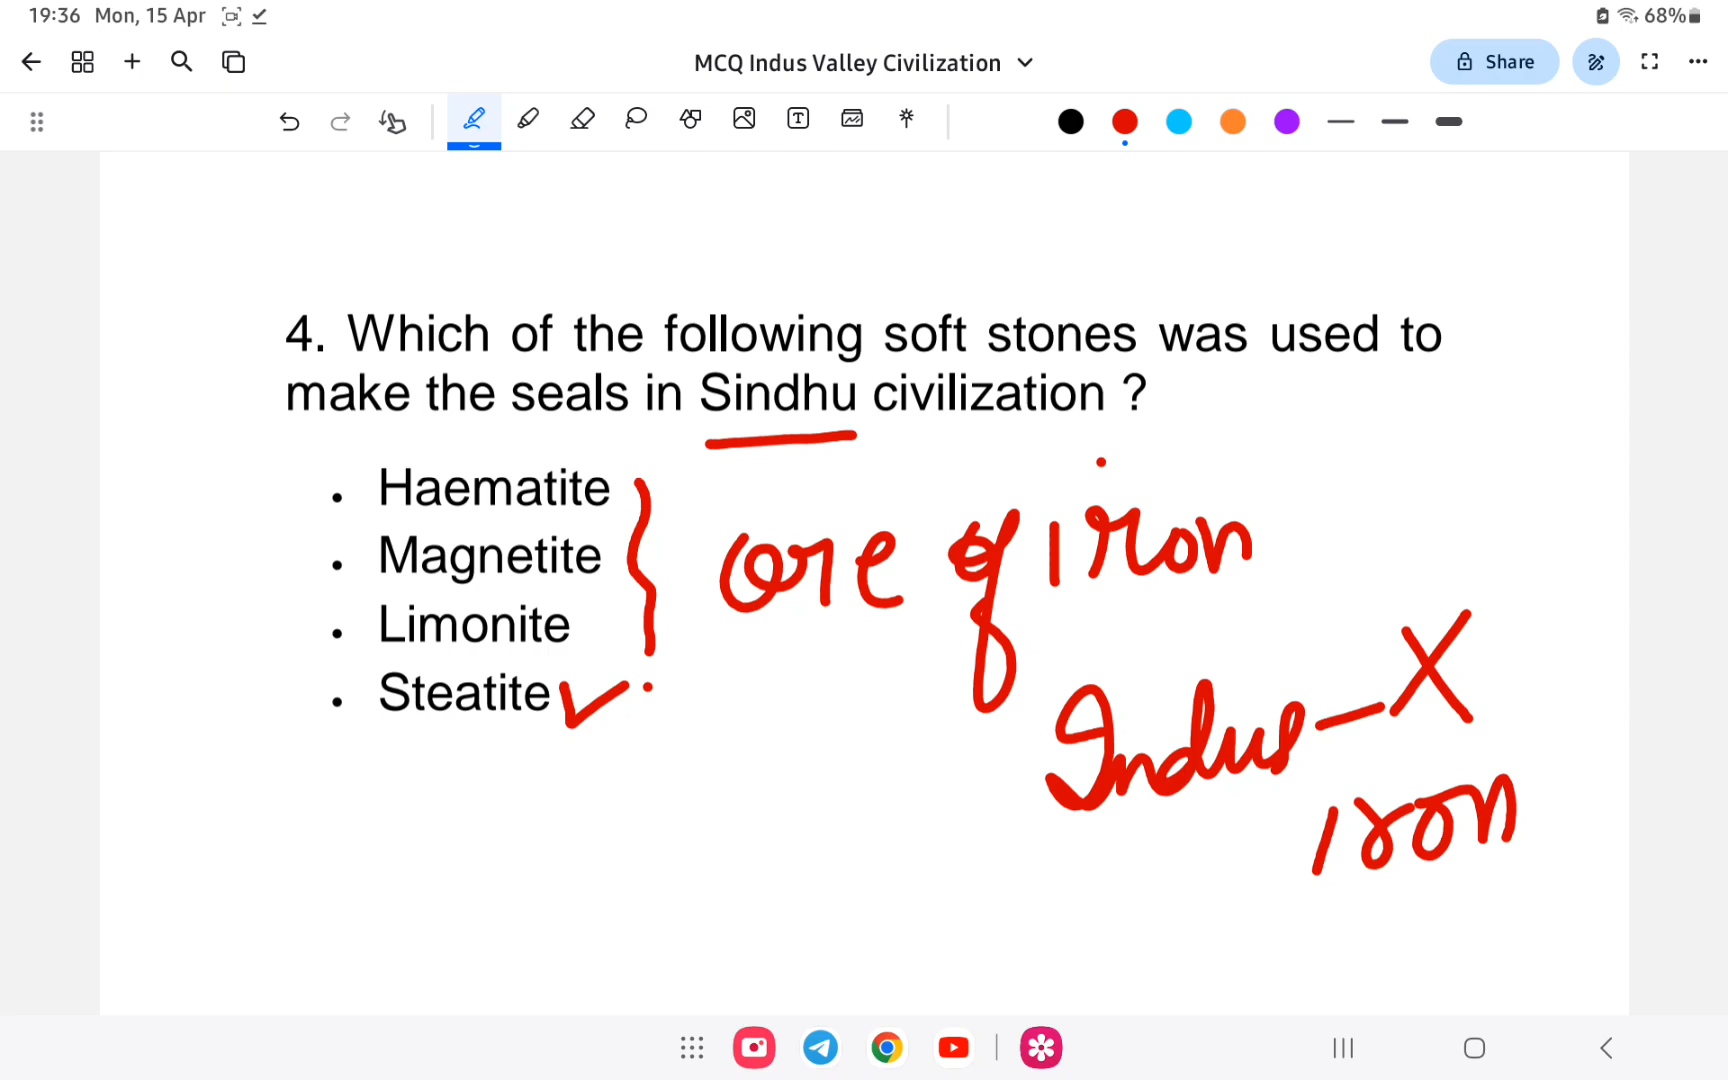 19:36 Mon, 15 Apr
68%
MCQ Indus Valley Civilization
Share
4. Which of the following soft stones was used to
make the seals in Sindhu civilization ?
• Haematite
• Magnetite
• Limonite
• Steatite
ore of iron
Indus – X
iron